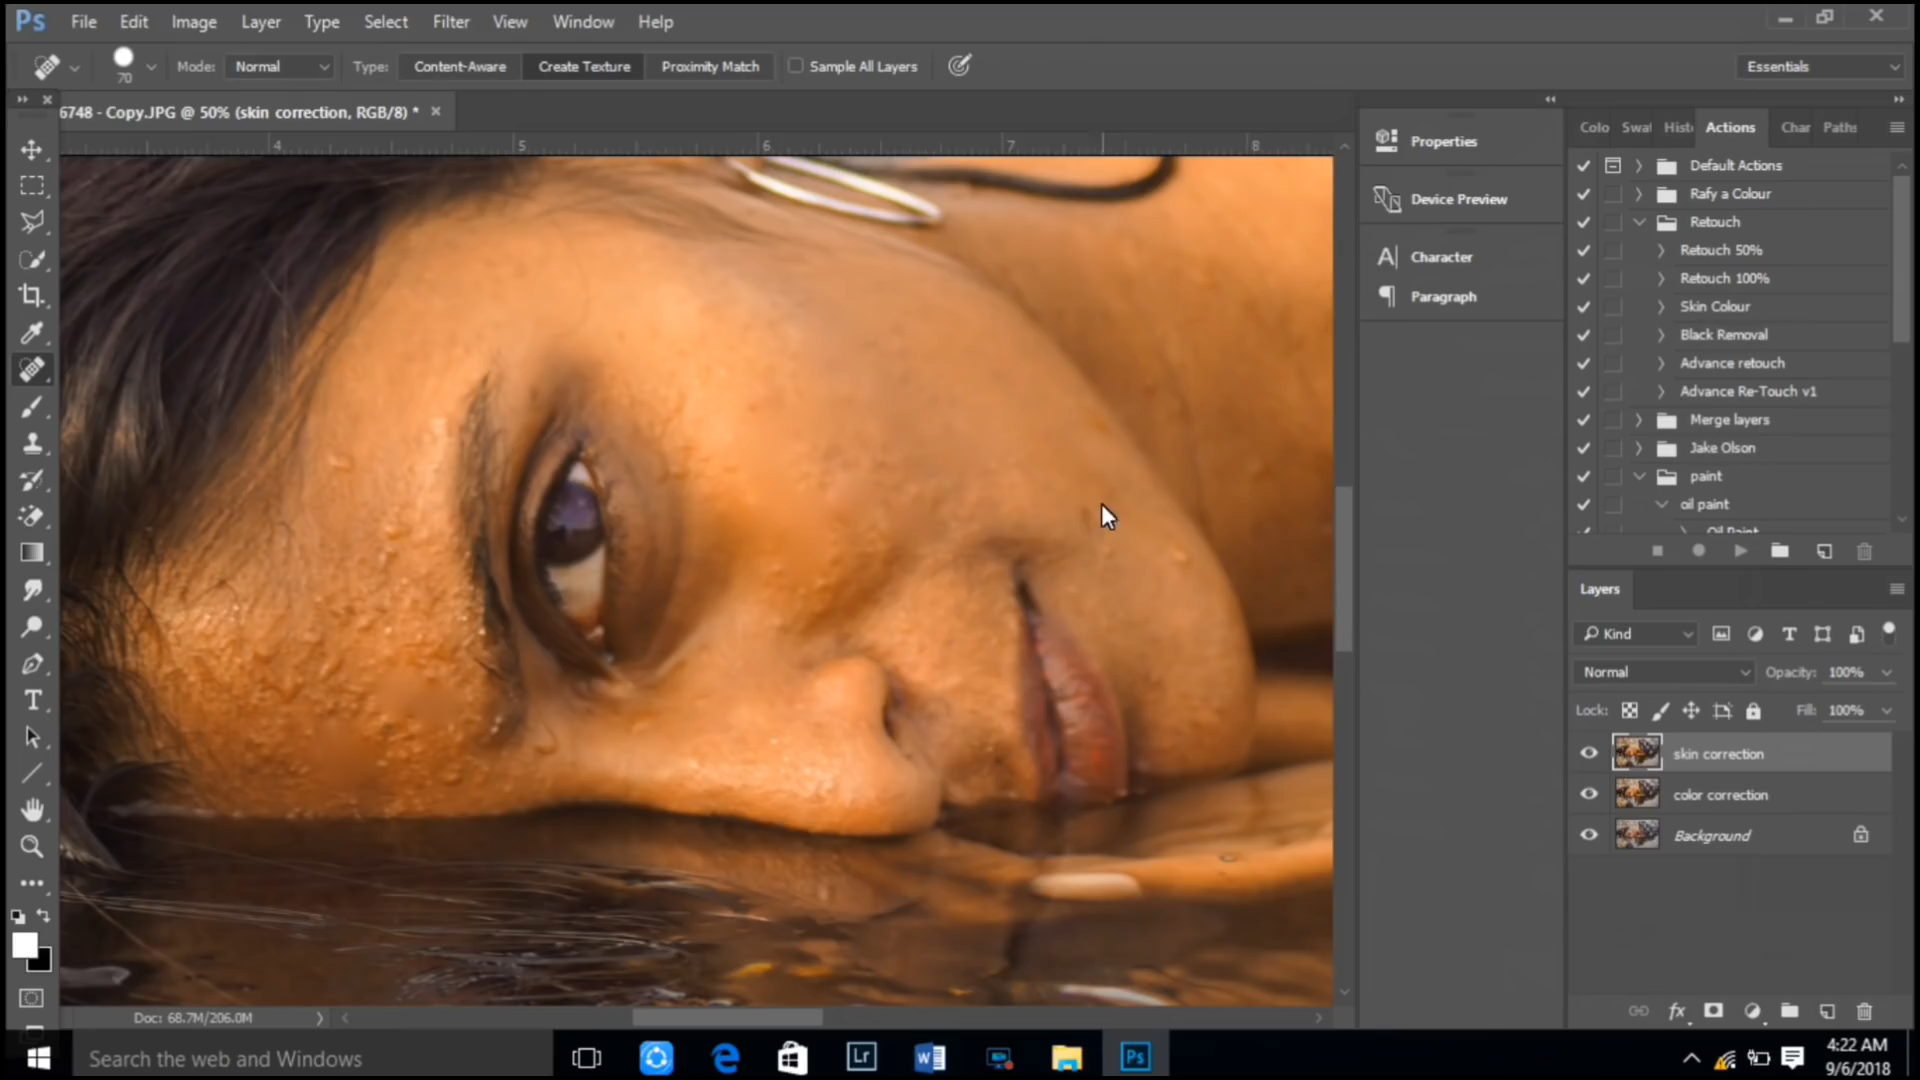 Ps File Edit Image Layer Type Select Filter View Window Help
70 Mode: Normal Type: Content-Aware Create Texture Proximity Match Sample All Layers Essentials
6748 - Copy.JPG @ 50% (skin correction, RGB/8) *
4 5 6 7 8
Properties
Device Preview
Character
Paragraph
Colo Swat Histo Actions Char Paths
Default Actions
Rafy a Colour
Retouch
Retouch 50%
Retouch 100%
Skin Colour
Black Removal
Advance retouch
Advance Re-Touch v1
Merge layers
Jake Olson
paint
oil paint
Oil Paint
Layers
Kind
Normal Opacity: 100%
Lock: Fill: 100%
skin correction
color correction
Background
fx
Doc: 68.7M/206.0M
Search the web and Windows
Lr
Ps
4:22 AM
9/6/2018